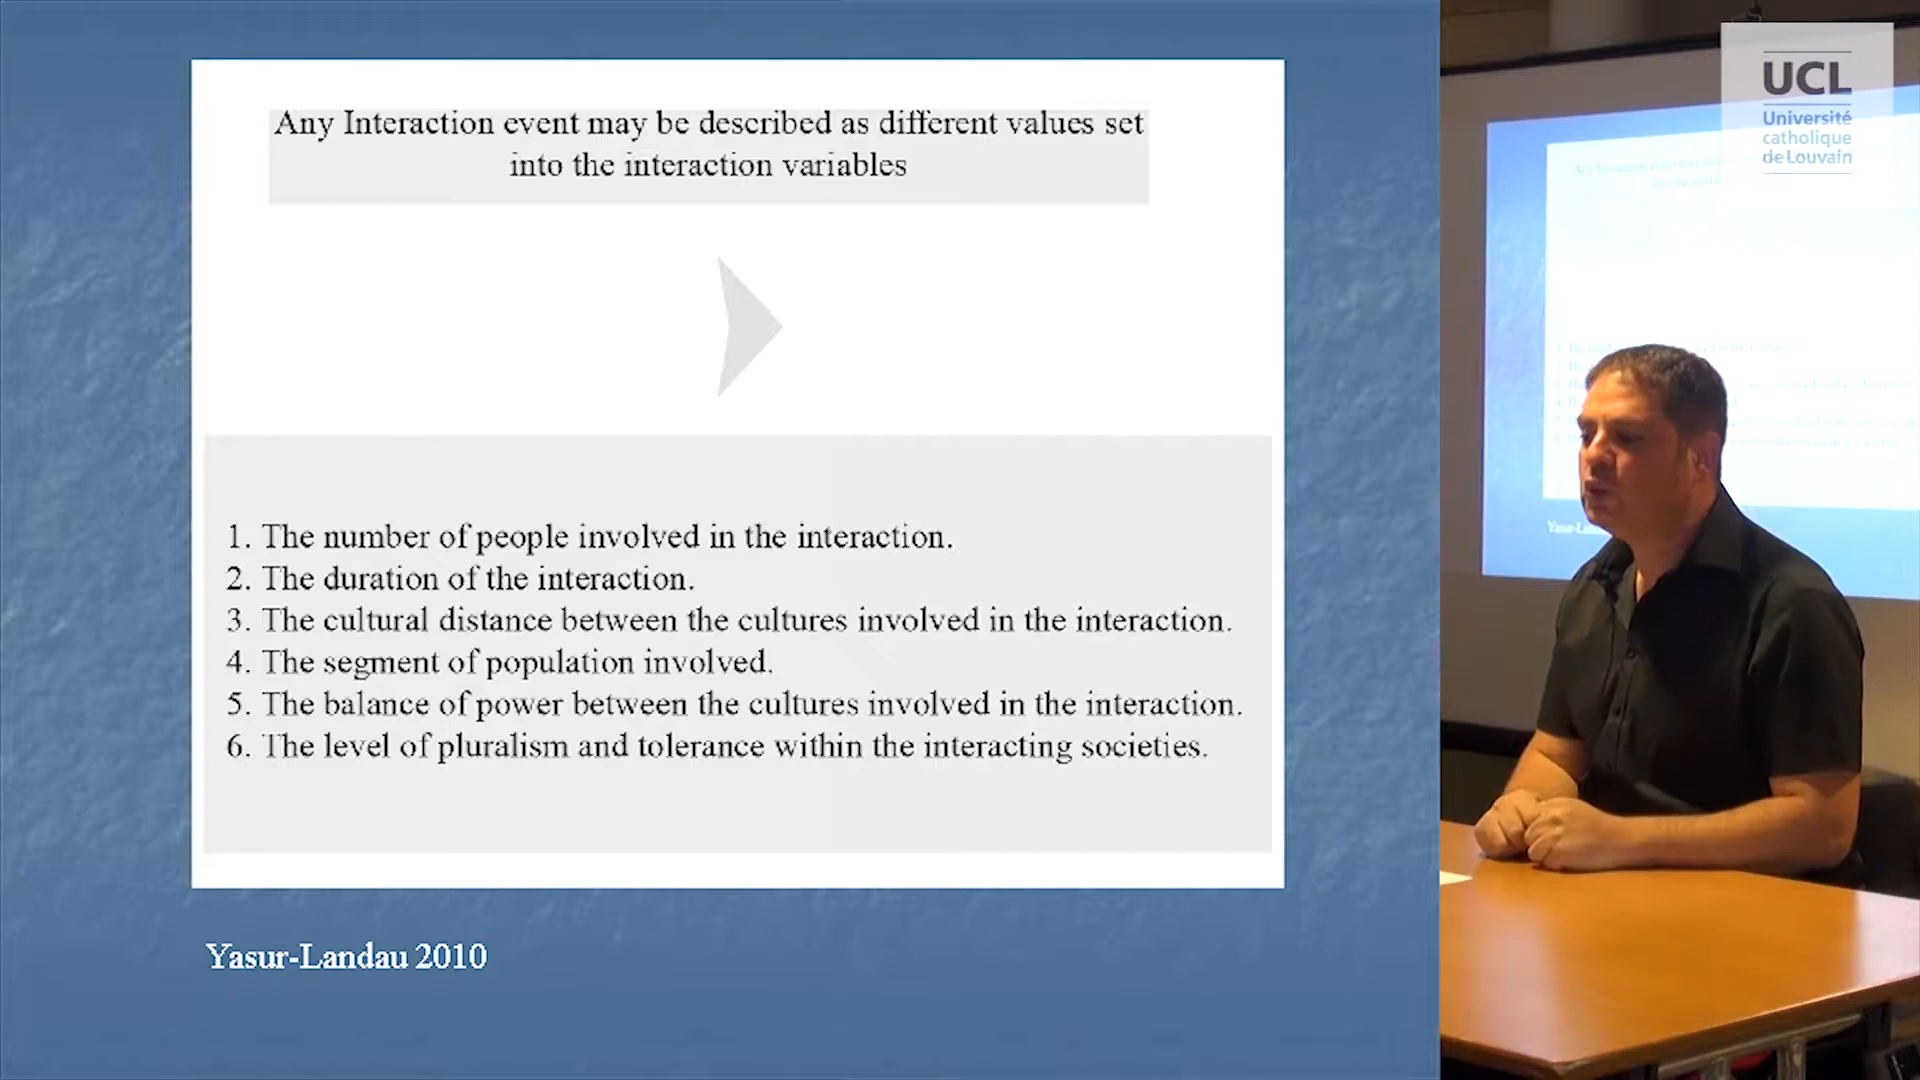 Any Interaction event may be described as different values set
into the interaction variables
1. The number of people involved in the interaction.
2. The duration of the interaction.
3. The cultural distance between the cultures involved in the interaction.
4. The segment of population involved.
5. The balance of power between the cultures involved in the interaction.
6. The level of pluralism and tolerance within the interacting societies.
Yasur-Landau 2010
UCL
Université
catholique
de Louvain